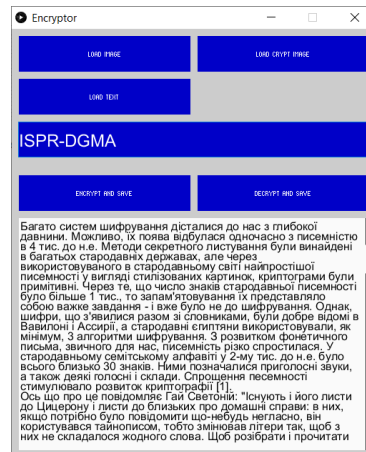 Encryptor
LOAD IMAGE
LOAD CRYPT IMAGE
LOAD TEXT
ISPR-DGMA
ENCRYPT AND SAVE
DECRYPT AND SAVE
Багато систем шифрування дісталися до нас з глибокої
давнини. Можливо, їх поява відбулася одночасно з писемністю
в 4 тис. до н.е. Методи секретного листування були винайдені
в багатьох стародавніх державах, але через
використовуваного в стародавньому світі найпростішої
писемності у вигляді стилізованих картинок, криптограми були
примітивні. Через те, що число знаків стародавньої писемності
було більше 1 тис., то запам'ятовування їх представляло
собою важке завдання - і вже було не до шифрування. Однак,
шифри, що з'явилися разом зі словниками, були добре відомі в
Вавилоні і Ассирії, а стародавні єгиптяни використовували, як
мінімум, 3 алгоритми шифрування. З розвитком фонетичного
письма, звичного для нас, писемність різко спростилася. У
стародавньому семітському алфавіті у 2-му тис. до н.е. було
всього близько 30 знаків. Ними позначалися приголосні звуки,
а також деякі голосні і склади. Спрощення песемності
стимулювало розвиток криптографії [1].
Ось що про це повідомляє Гай Светоній: "Існують і його листи
до Цицерону і листи до близьких про домашні справи: в них,
якщо потрібно було повідомити що-небудь негласно, він
користувався тайнописом, тобто змінював літери так, щоб з
них не складалося жодного слова. Щоб розібрати і прочитати